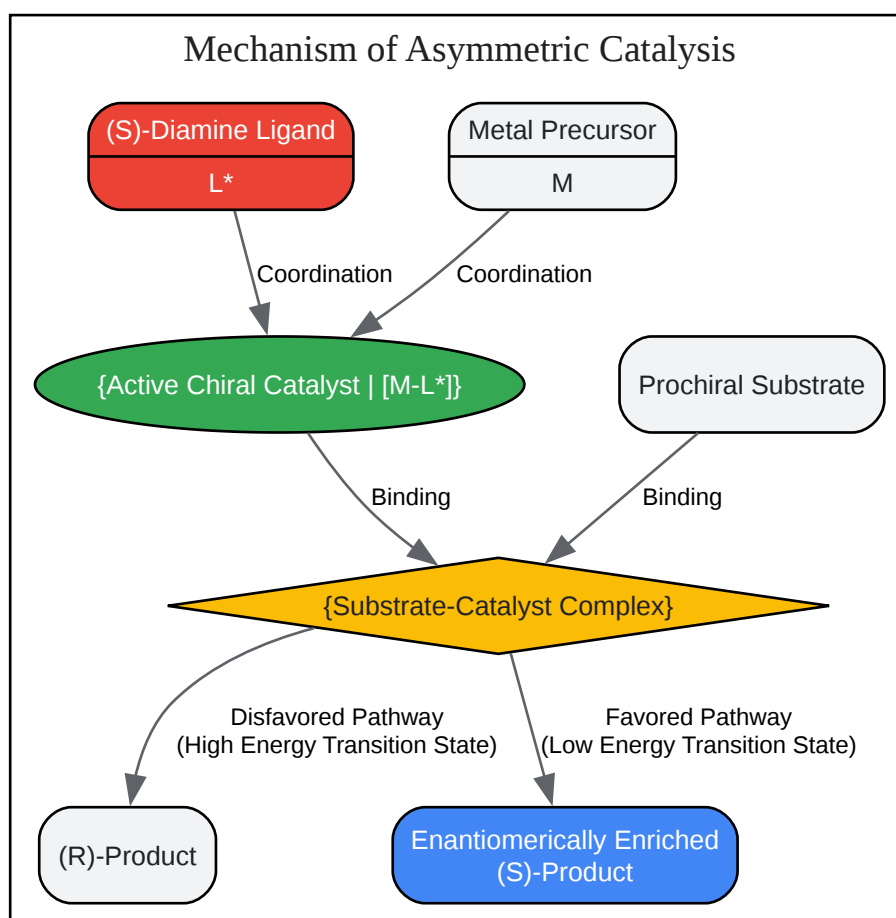 Mechanism of Asymmetric Catalysis
(S)-Diamine Ligand
L*
Metal Precursor
M
Coordination
Coordination
{Active Chiral Catalyst | [M-L*]}
Prochiral Substrate
Binding
Binding
{Substrate-Catalyst Complex}
Disfavored Pathway
(High Energy Transition State)
Favored Pathway
(Low Energy Transition State)
(R)-Product
Enantiomerically Enriched
(S)-Product